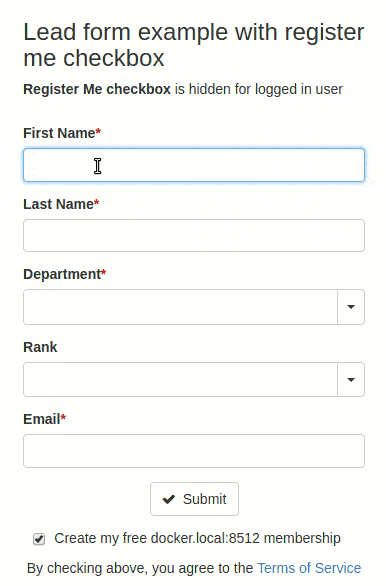 Lead form example with register
me checkbox
Register Me checkbox is hidden for logged in user
First Name*
Last Name*
Department*
Rank
Email*
Submit
Create my free docker.local:8512 membership
By checking above, you agree to the Terms of Service